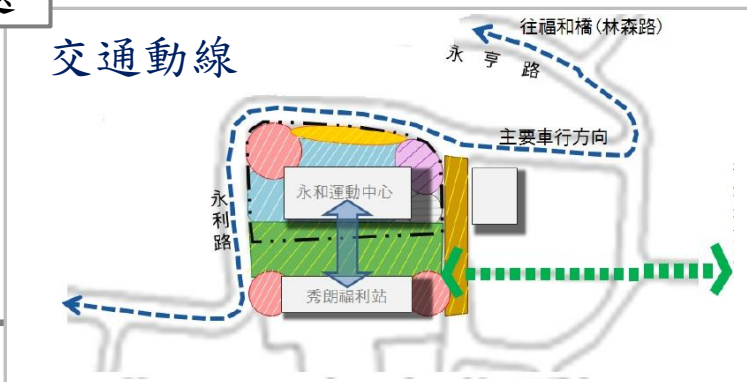 交通動線
往福和橋(林森路)
永亨路
主要車行方向
永和運動中心
永利路
秀朗福利站